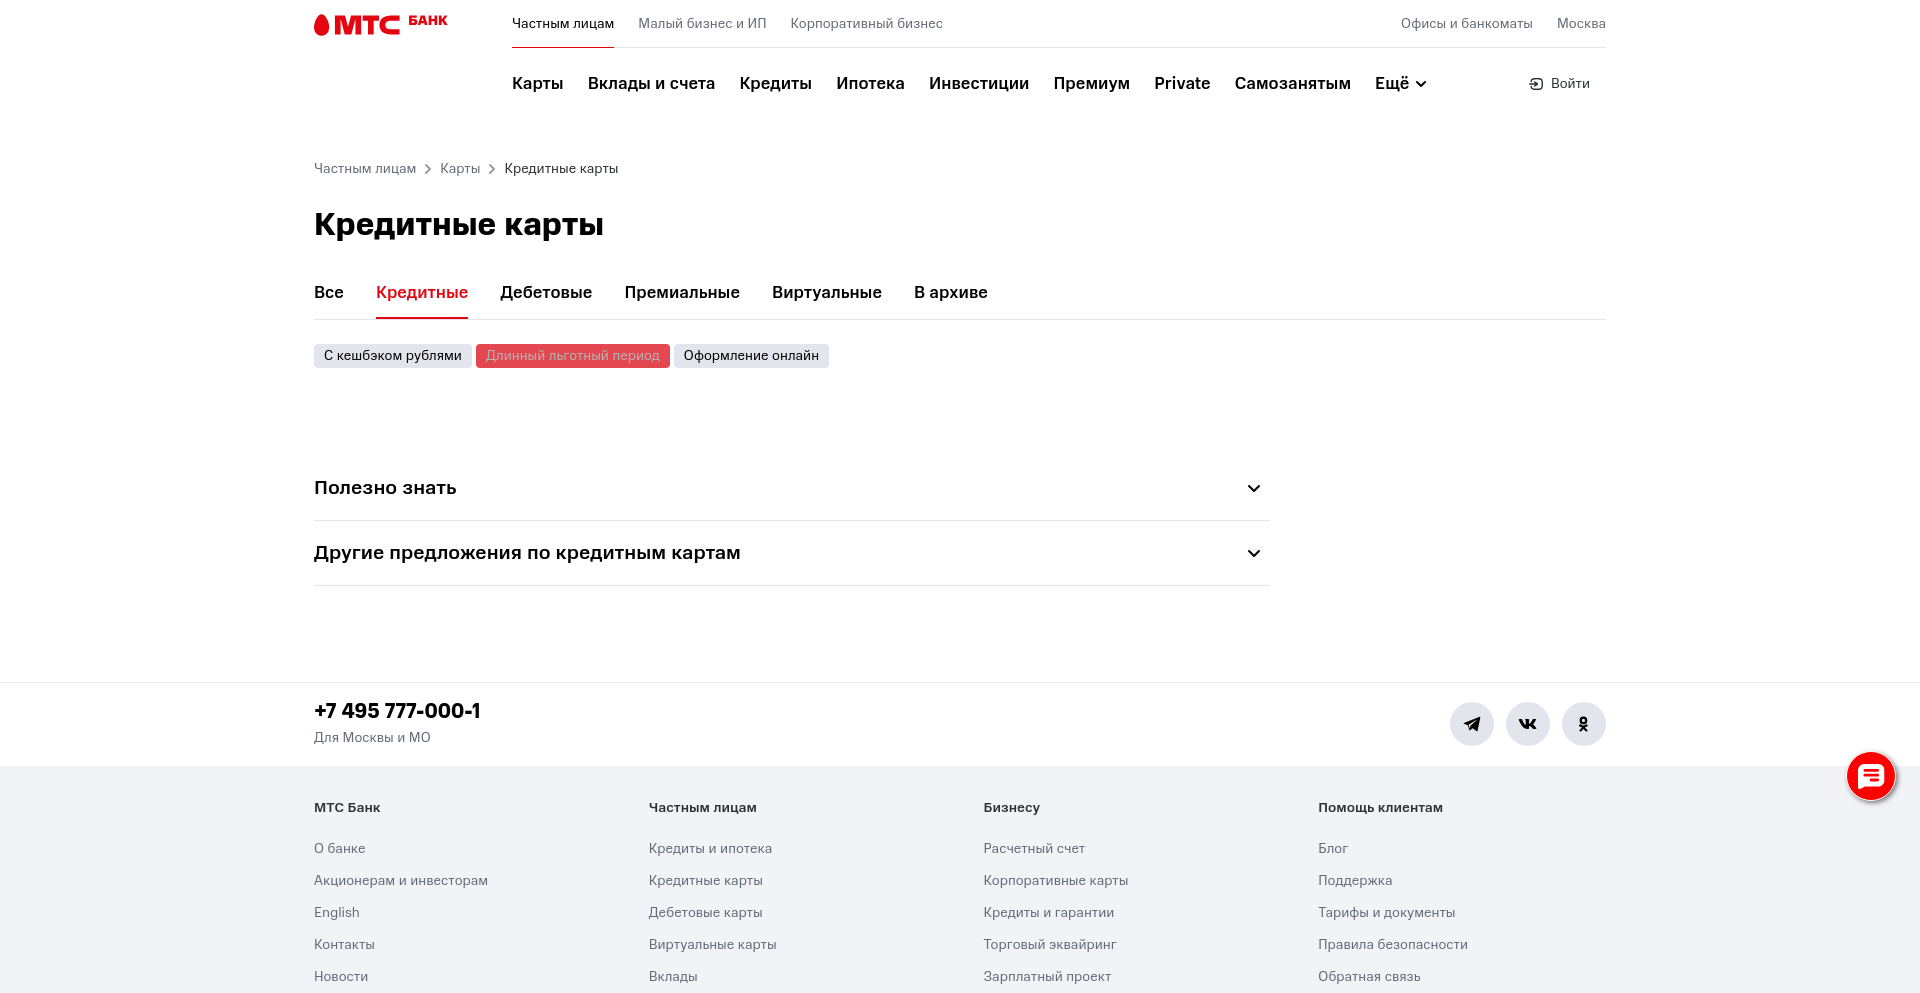 МТС БАНК
Частным лицам Малый бизнес и ИП Корпоративный бизнес Офисы и банкоматы Москва
Карты Вклады и счета Кредиты Ипотека Инвестиции Премиум Private Самозанятым Ещё Войти
Частным лицам Карты Кредитные карты
Кредитные карты
Все Кредитные Дебетовые Премиальные Виртуальные В архиве
С кешбэком рублями Длинный льготный период Оформление онлайн
Полезно знать
Другие предложения по кредитным картам
+7 495 777-000-1
Для Москвы и МО
МТС Банк Частным лицам Бизнесу Помощь клиентам
О банке Кредиты и ипотека Расчетный счет Блог
Акционерам и инвесторам Кредитные карты Корпоративные карты Поддержка
English Дебетовые карты Кредиты и гарантии Тарифы и документы
Контакты Виртуальные карты Торговый эквайринг Правила безопасности
Новости Вклады Зарплатный проект Обратная связь